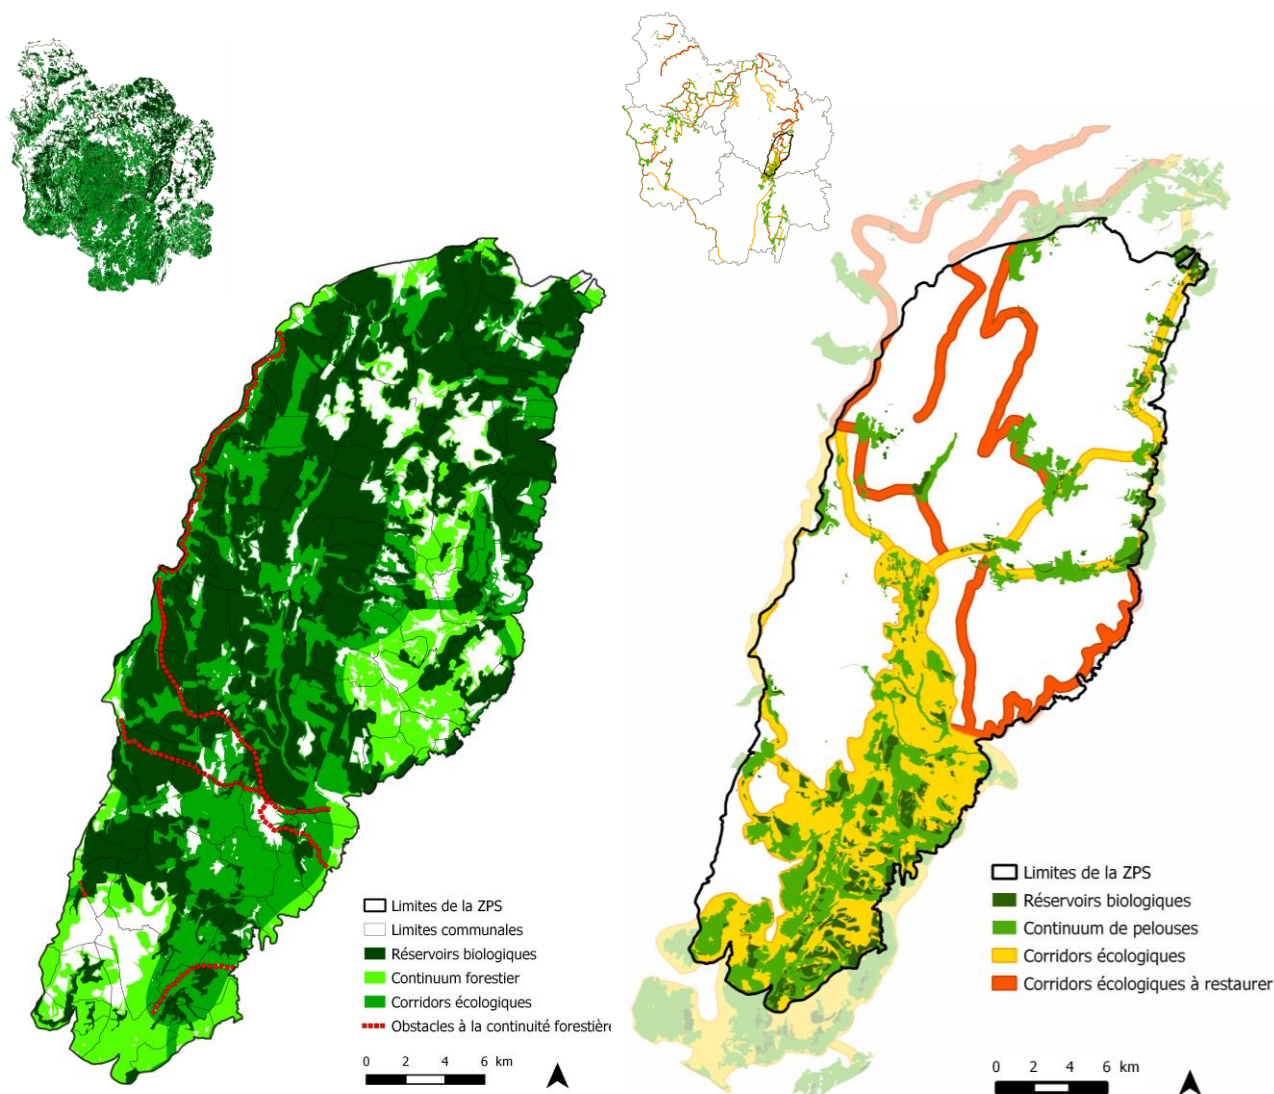 Limites de la ZPS
Limites communales
Réservoirs biologiques
Continuum forestier
Corridors écologiques
Obstacles à la continuité forestière
0 2 4 6 km
Limites de la ZPS
Réservoirs biologiques
Continuum de pelouses
Corridors écologiques
Corridors écologiques à restaurer
0 2 4 6 km